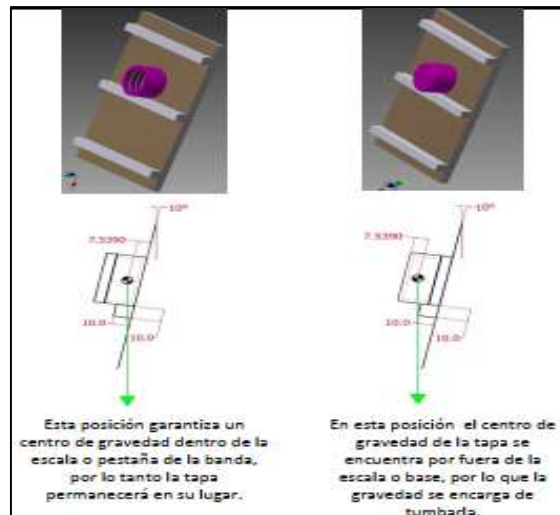 10°
7.5390
10.0
10.0
Esta posición garantiza un
centro de gravedad dentro de la
escala o pestaña de la banda,
por lo tanto la tapa
permanecerá en su lugar.
10°
7.5390
10.0
10.0
En esta posición el centro de
gravedad de la tapa se
encuentra por fuera de la
escala o base, por lo que la
gravedad se encarga de
tumbarla.